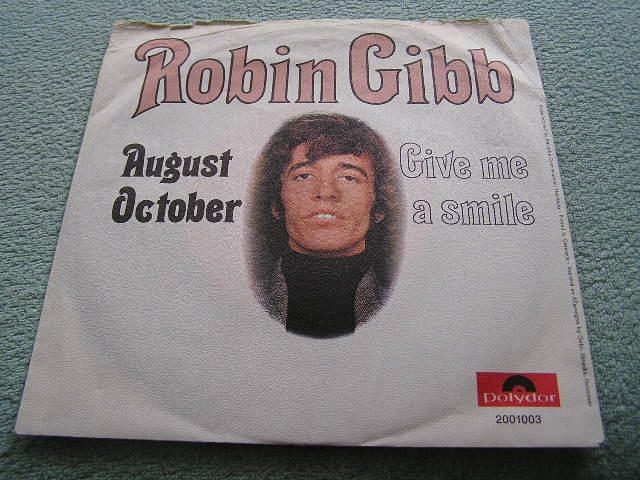 Robin Gibb
August
October
Give me
a smile
polydor
2001003